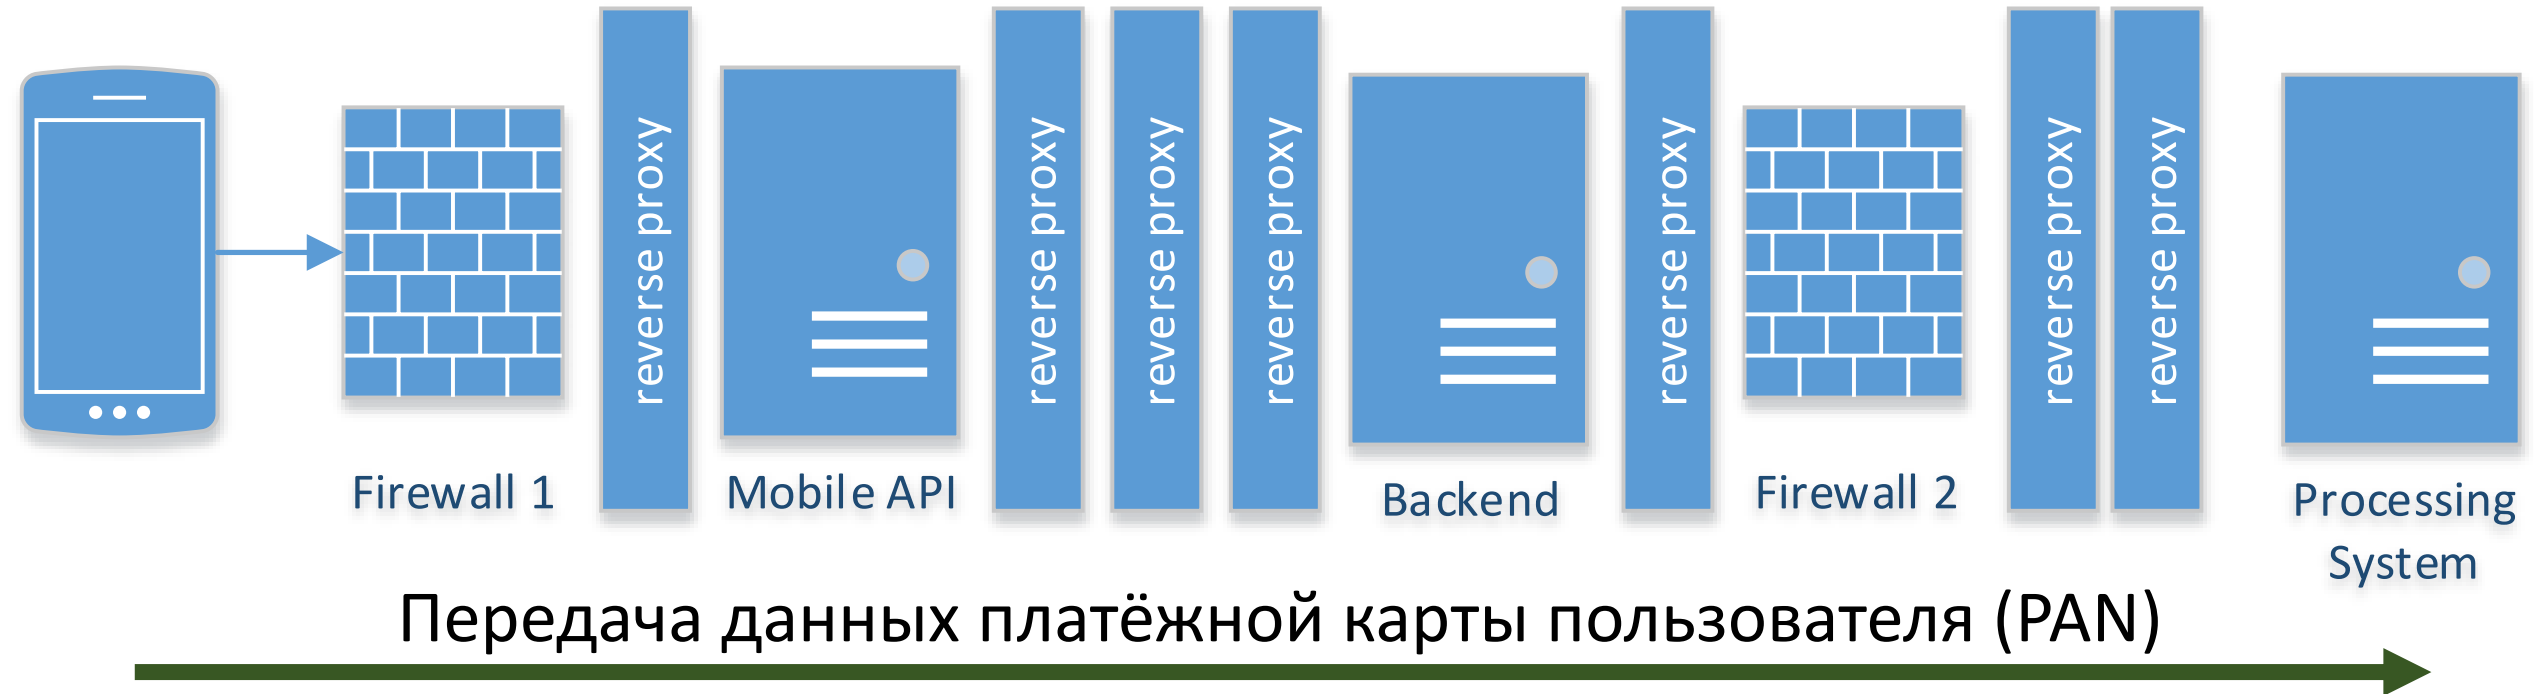 reverse proxy
reverse proxy
reverse proxy
reverse proxy
reverse proxy
reverse proxy
reverse proxy
Firewall 1
Mobile API
Backend
Firewall 2
Processing
System
Передача данных платёжной карты пользователя (PAN)